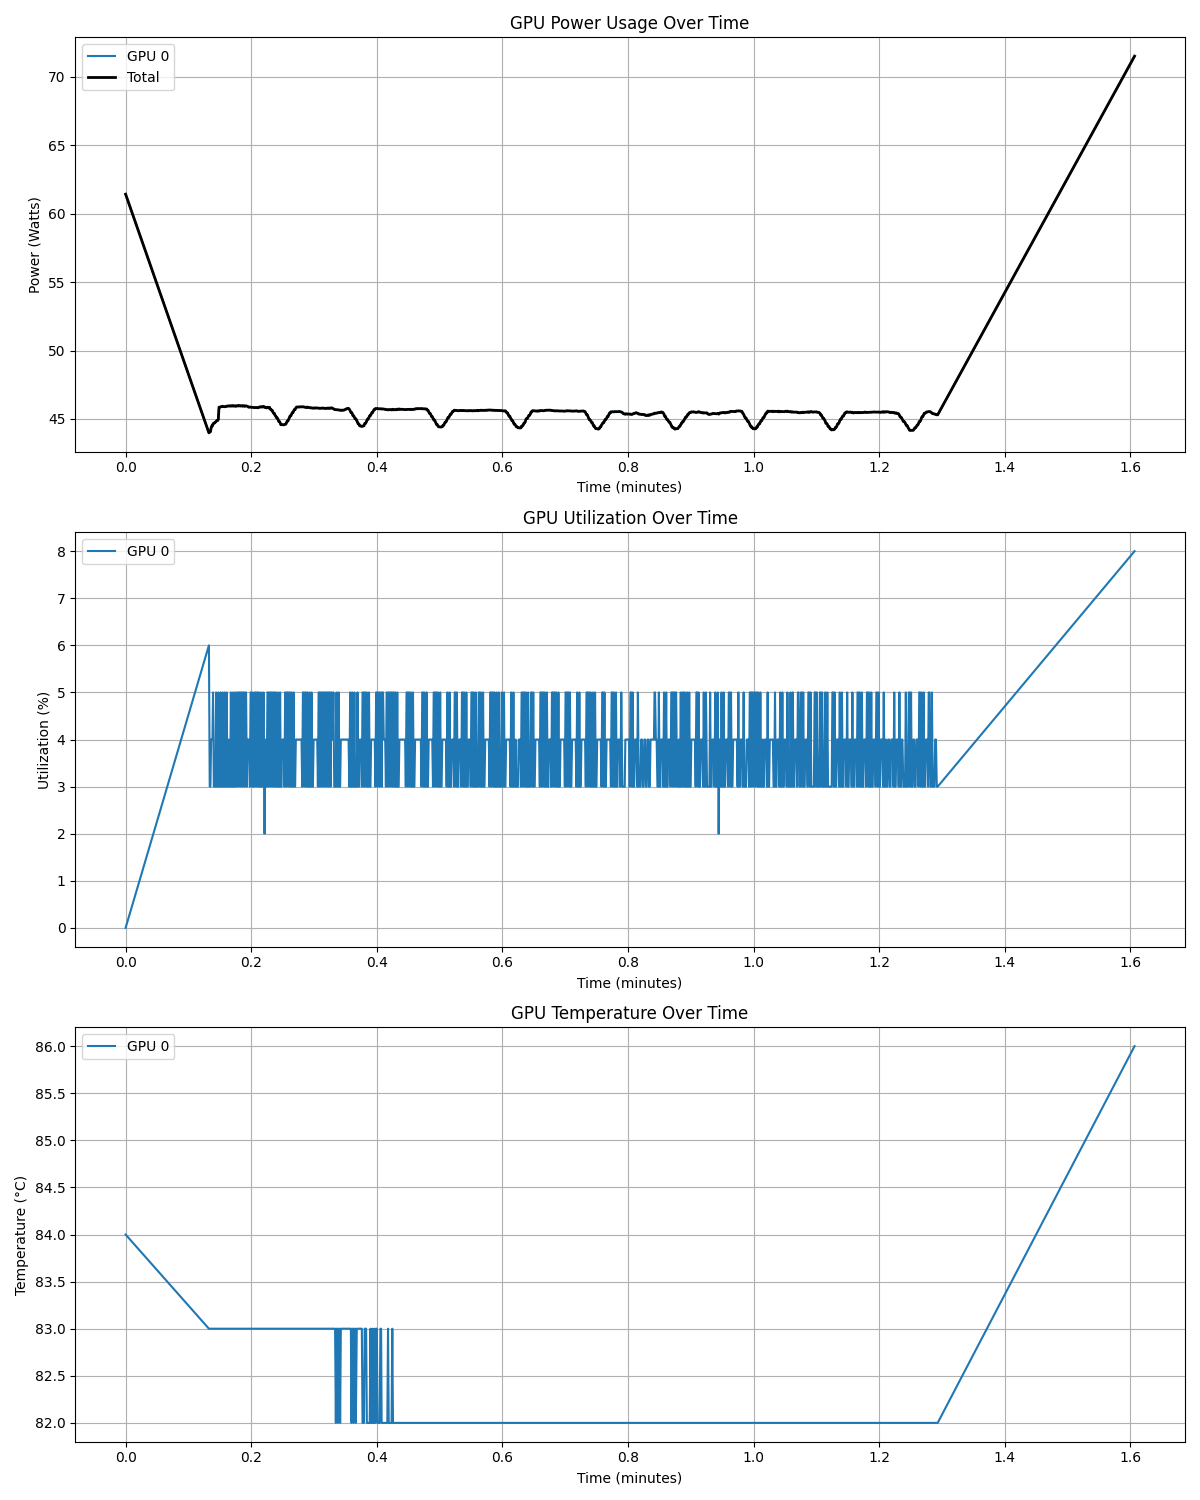 GPU Power Usage Over Time
GPU 0
Total
70
65
60
55
50
45
Power (Watts)
0.0 0.2 0.4 0.6 0.8 1.0 1.2 1.4 1.6
Time (minutes)
GPU Utilization Over Time
GPU 0
8
7
6
5
4
3
2
1
0
Utilization (%)
0.0 0.2 0.4 0.6 0.8 1.0 1.2 1.4 1.6
Time (minutes)
GPU Temperature Over Time
GPU 0
86.0
85.5
85.0
84.5
84.0
83.5
83.0
82.5
82.0
Temperature (°C)
0.0 0.2 0.4 0.6 0.8 1.0 1.2 1.4 1.6
Time (minutes)